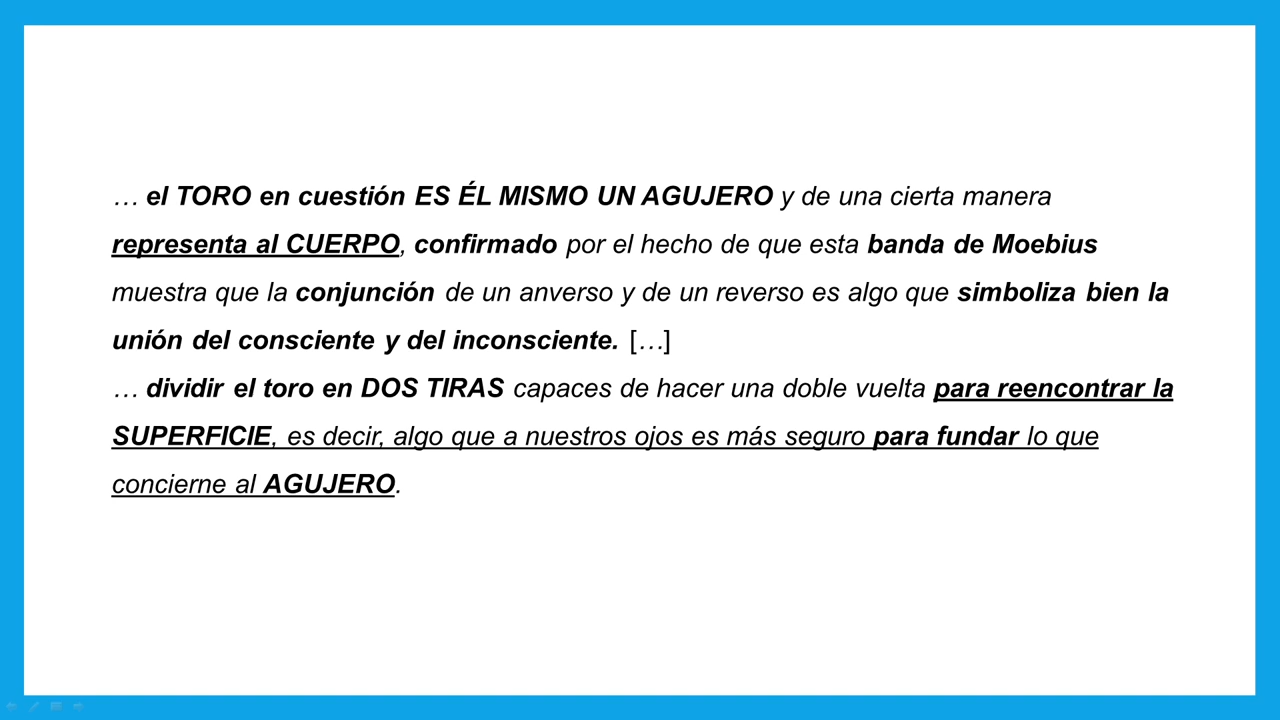 … el TORO en cuestión ES ÉL MISMO UN AGUJERO y de una cierta manera
representa al CUERPO, confirmado por el hecho de que esta banda de Moebius
muestra que la conjunción de un anverso y de un reverso es algo que simboliza bien la
unión del consciente y del inconsciente. […]
… dividir el toro en DOS TIRAS capaces de hacer una doble vuelta para reencontrar la
SUPERFICIE, es decir, algo que a nuestros ojos es más seguro para fundar lo que
concierne al AGUJERO.